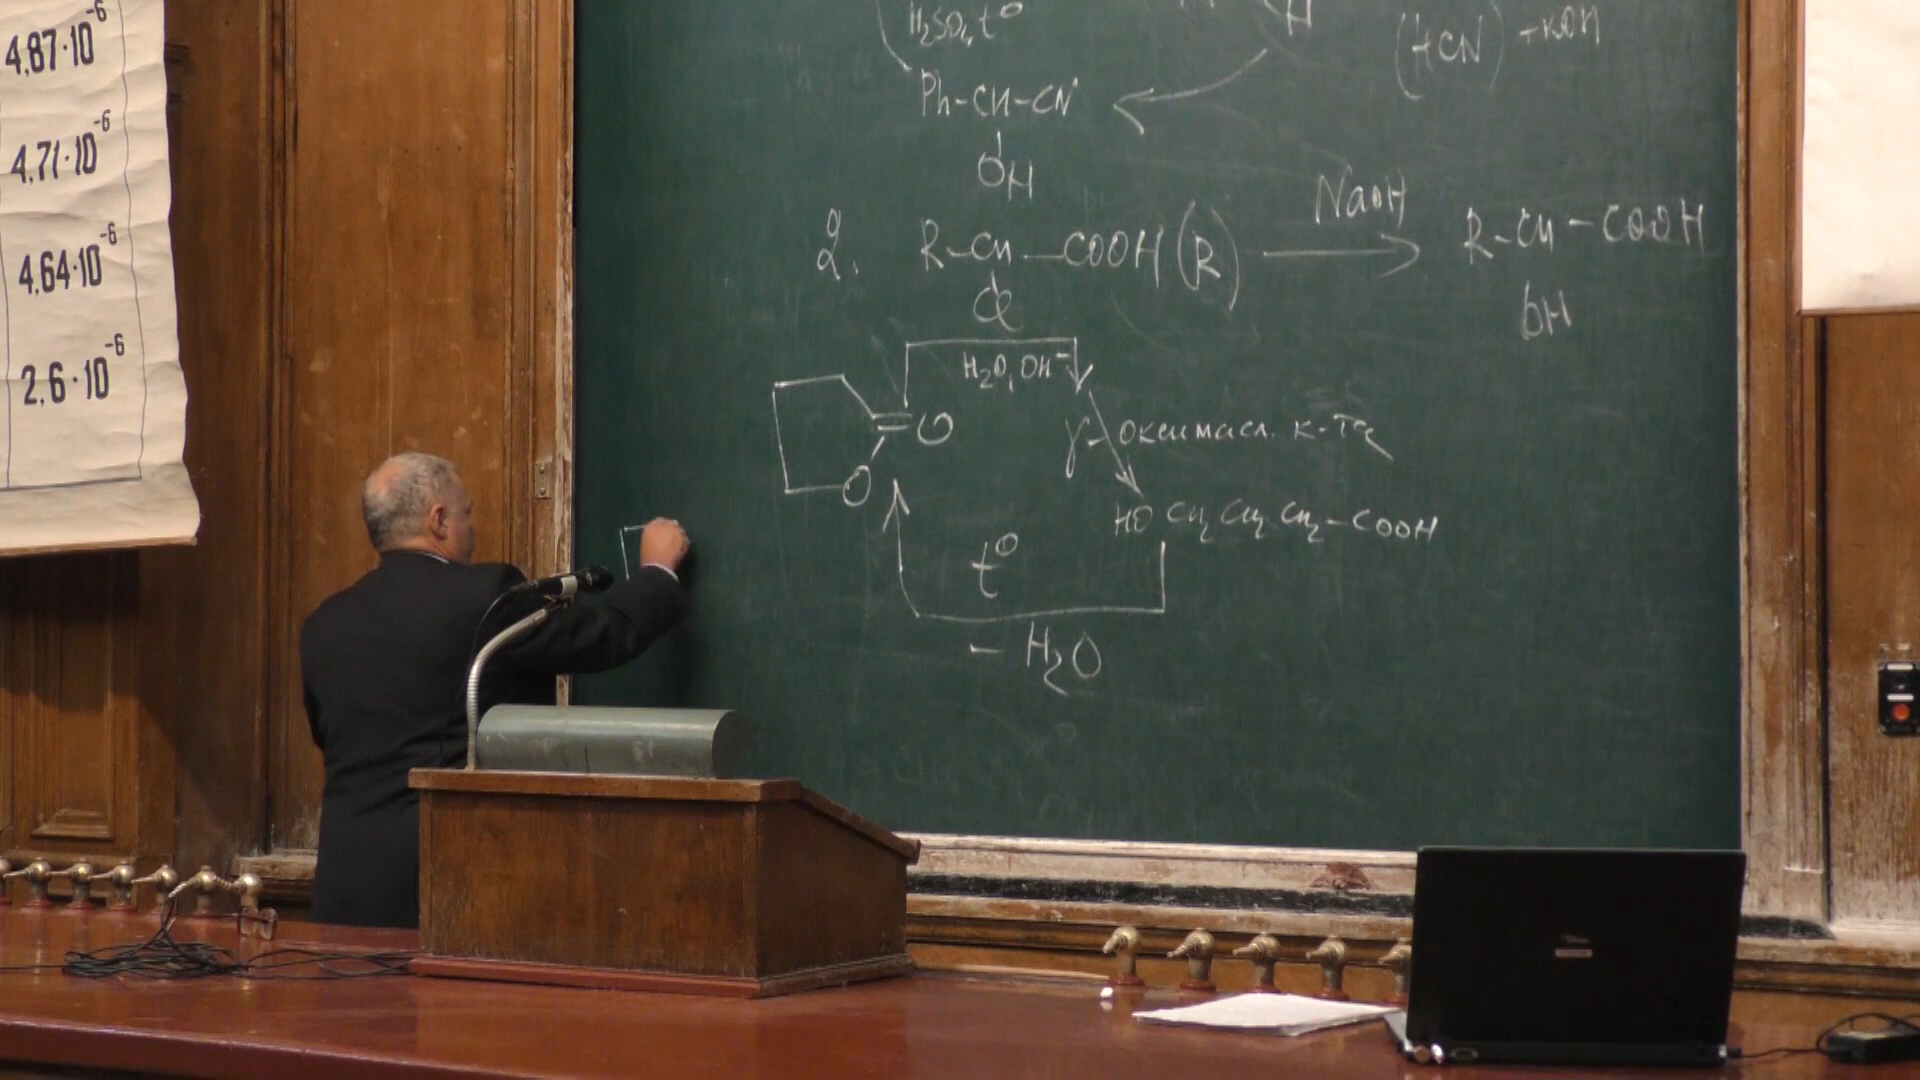 4,87·10⁻⁶
4,71·10⁻⁶
4,64·10⁻⁶
2,6·10⁻⁶
H₂SO₄, t°
H
(HCN) + KOH
Ph-CH-CN
OH
NaOH
2. R-CH-COOH (R) → R-CH-COOH
Cl
OH
H₂O, OH⁻
=O
γ-оксимасл. к-та
O
HO CH₂ CH₂ CH₂-COOH
t°
- H₂O